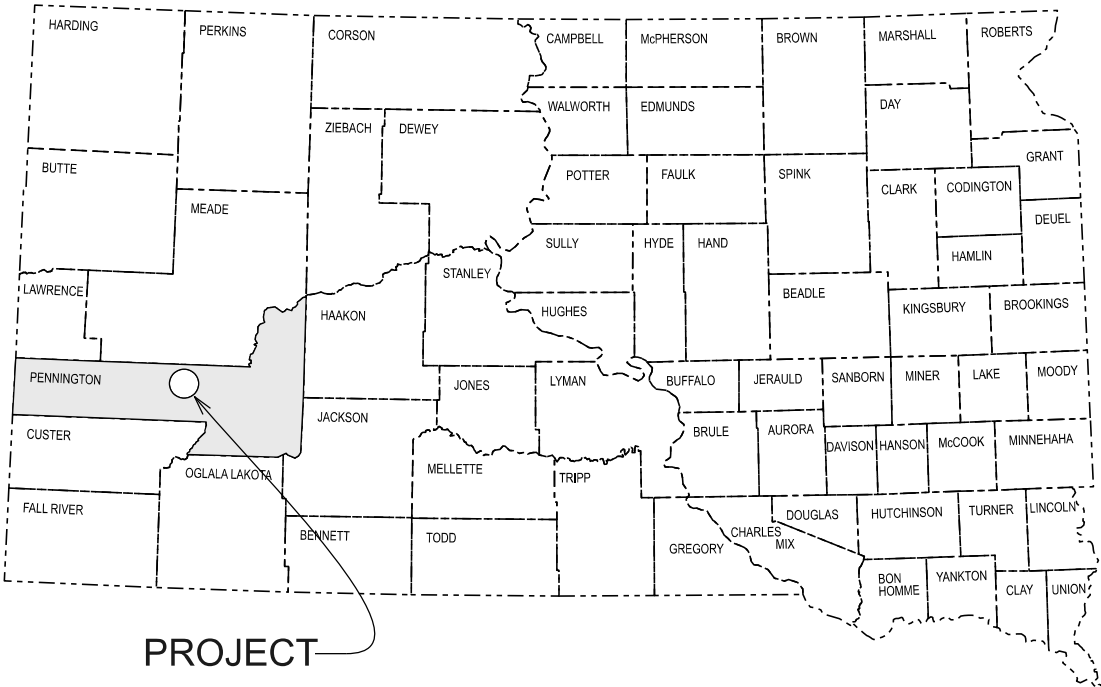 HARDING
PERKINS
CORSON
CAMPBELL
McPHERSON
BROWN
MARSHALL
ROBERTS
WALWORTH
EDMUNDS
DAY
ZIEBACH
DEWEY
BUTTE
POTTER
FAULK
SPINK
GRANT
CLARK
CODINGTON
MEADE
DEUEL
SULLY
HYDE
HAND
HAMLIN
STANLEY
LAWRENCE
BEADLE
HAAKON
HUGHES
KINGSBURY
BROOKINGS
PENNINGTON
JONES
LYMAN
BUFFALO
JERAULD
SANBORN
MINER
LAKE
MOODY
JACKSON
CUSTER
BRULE
AURORA
DAVISON
HANSON
McCOOK
MINNEHAHA
OGLALA LAKOTA
MELLETTE
TRIPP
FALL RIVER
BENNETT
TODD
GREGORY
CHARLES
MIX
DOUGLAS
HUTCHINSON
TURNER
LINCOLN
BON
HOMME
YANKTON
CLAY
UNION
PROJECT